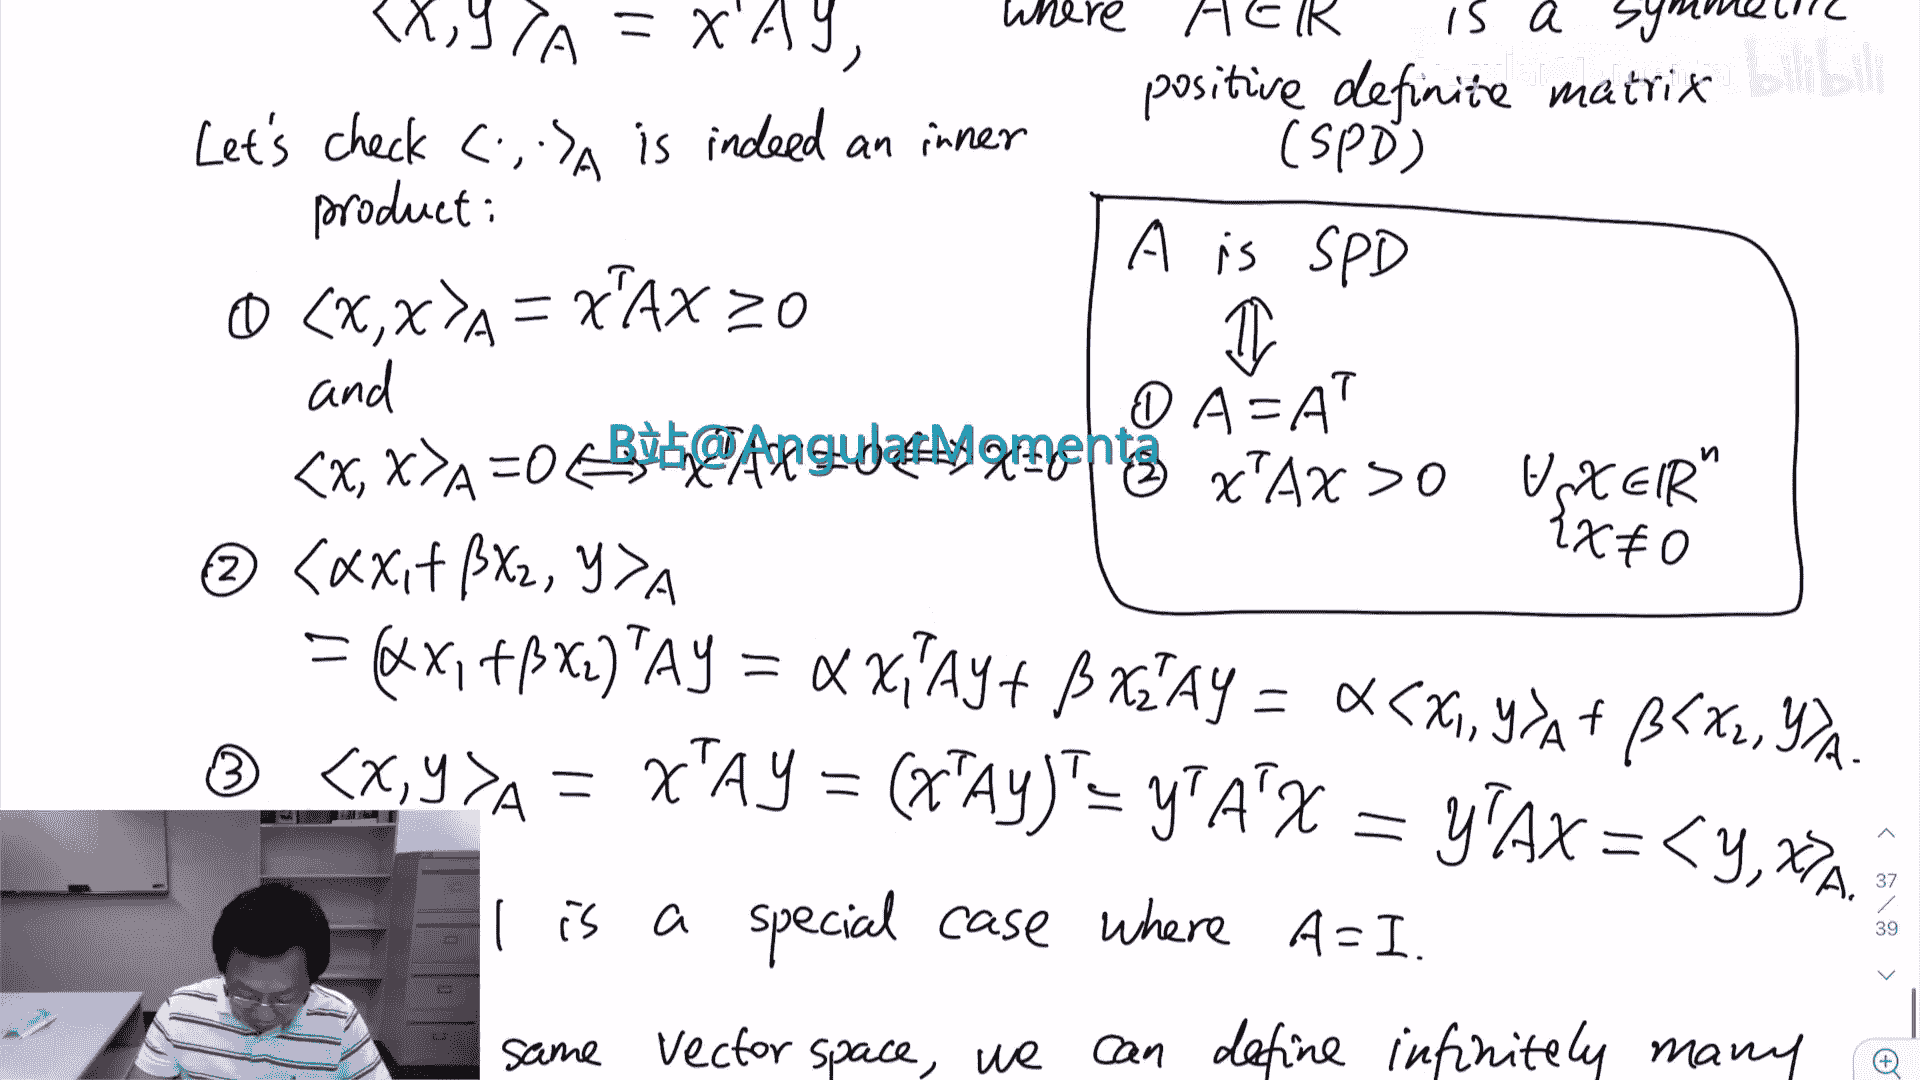 <x, y>_A = xᵀAy, where A ∈ ℝ is a symmetric
positive definite matrix
(SPD)
bilibili
Let's check <·,·>_A is indeed an inner
product:
① <x, x>_A = xᵀAx ≥ 0
and
<x, x>_A = 0 ⟺ xᵀAx = 0 ⟺ x = 0
B站@AngularMomenta
A is SPD
⇕
① A = Aᵀ
② xᵀAx > 0 ∀ { x ∈ ℝⁿ
x ≠ 0
② <αx₁ + βx₂, y>_A
= (αx₁ + βx₂)ᵀAy = αx₁ᵀAy + βx₂ᵀAy = α<x₁, y>_A + β<x₂, y>_A.
③ <x, y>_A = xᵀAy = (xᵀAy)ᵀ = yᵀAᵀx = yᵀAx = <y, x>_A.
1 is a special case where A = I.
same vector space, we can define infinitely many
37
/
39